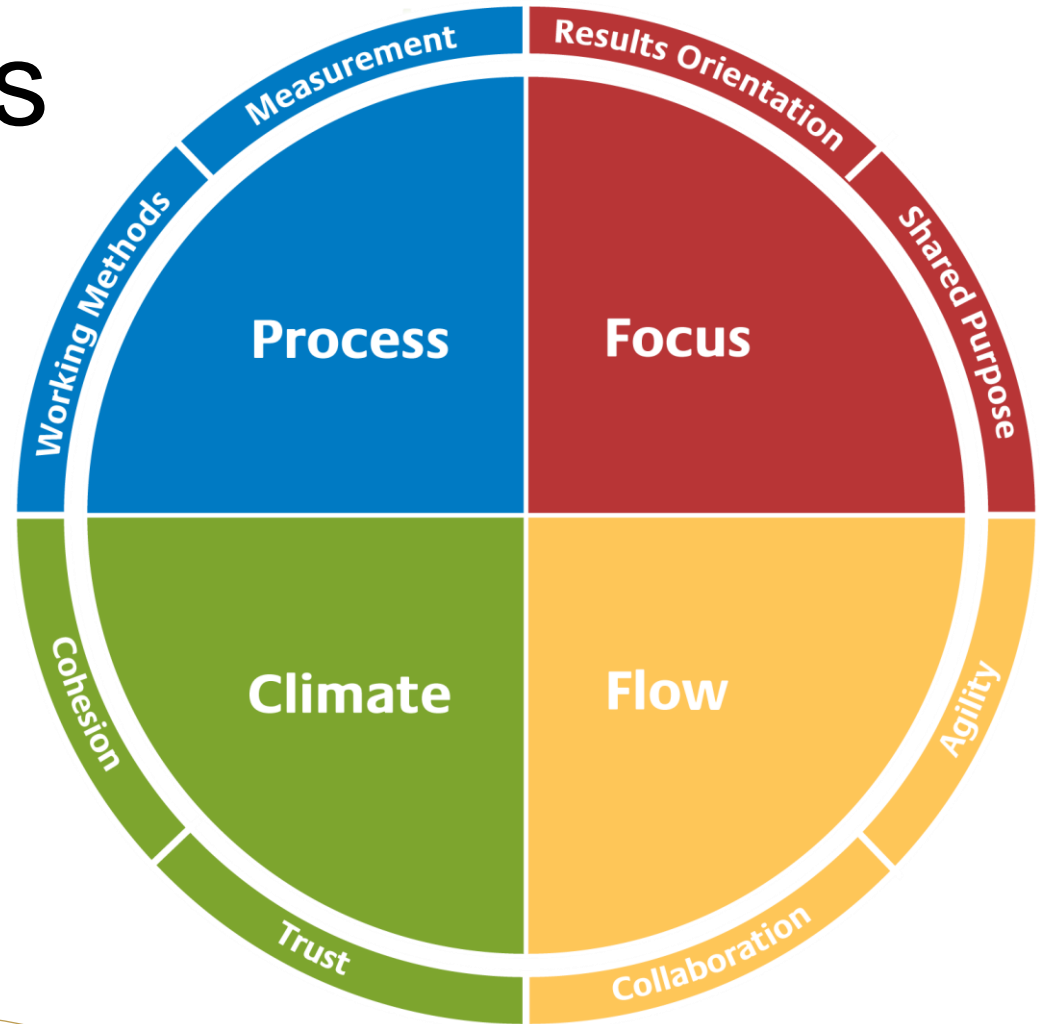 s
Measurement
Results Orientation
Working Methods
Shared Purpose
Process
Focus
Climate
Flow
Cohesion
Agility
Trust
Collaboration